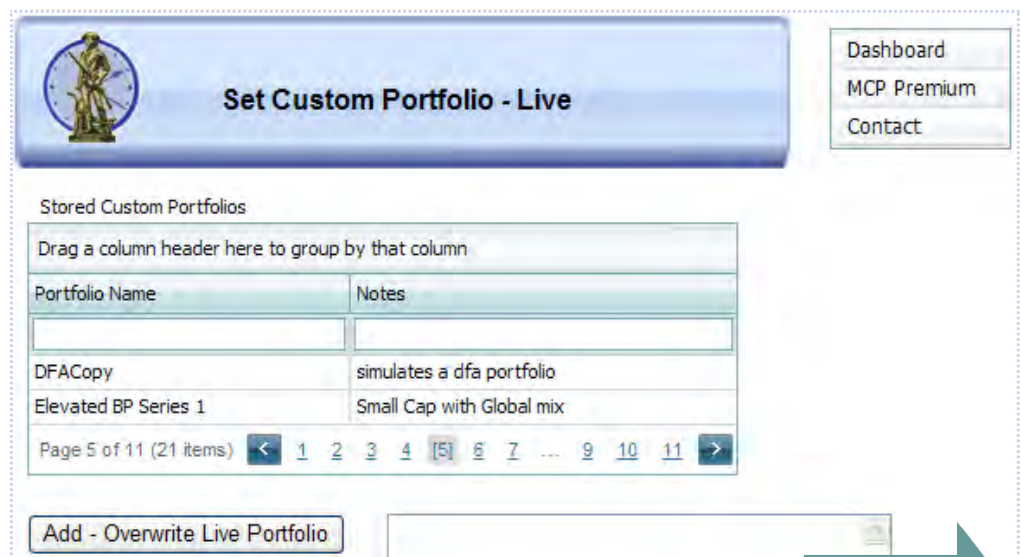 Set Custom Portfolio - Live
Dashboard
MCP Premium
Contact
Stored Custom Portfolios
Drag a column header here to group by that column
Portfolio Name Notes
DFACopy simulates a dfa portfolio
Elevated BP Series 1 Small Cap with Global mix
Page 5 of 11 (21 items) < 1 2 3 4 [5] 6 7 ... 9 10 11 >
Add - Overwrite Live Portfolio